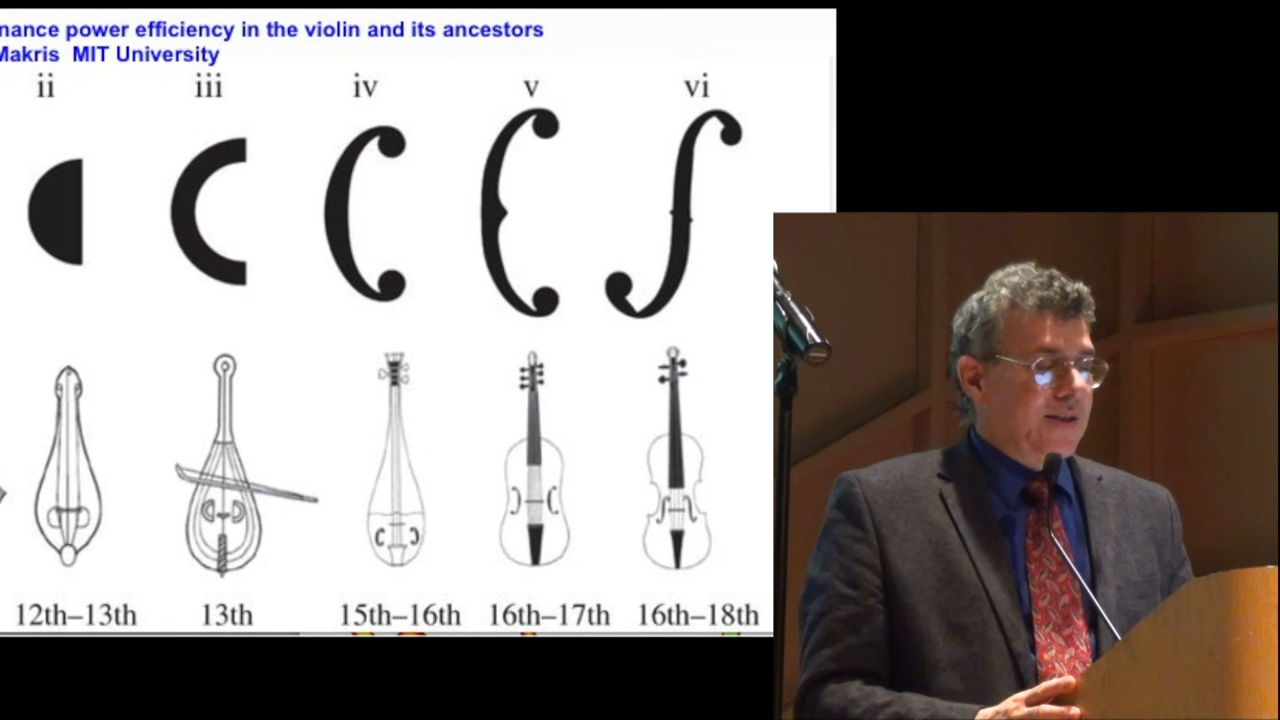 nance power efficiency in the violin and its ancestors
Makris MIT University
ii iii iv v vi
12th–13th 13th 15th–16th 16th–17th 16th–18th